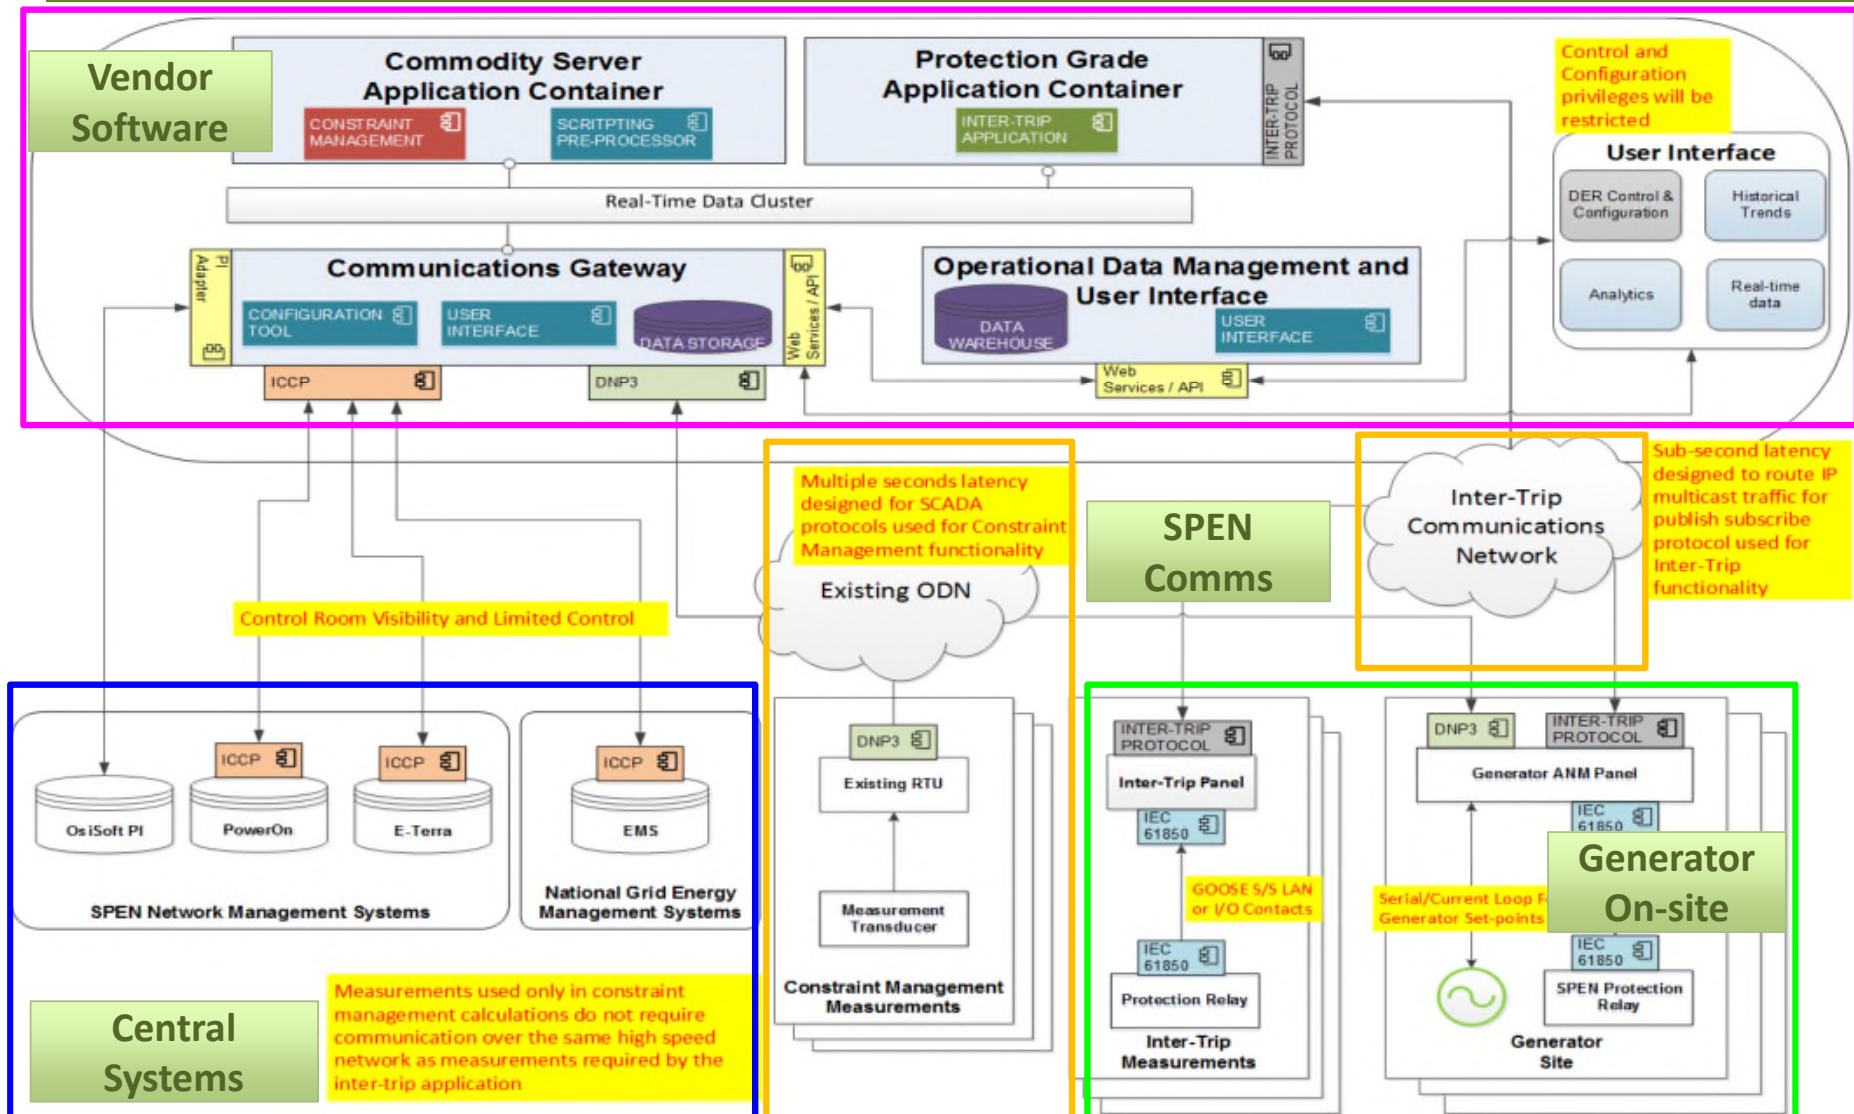 Vendor
Software
Commodity Server
Application Container
CONSTRAINT
MANAGEMENT
SCRITPTING
PRE-PROCESSOR
Protection Grade
Application Container
INTER-TRIP
APPLICATION
INTER-TRIP
PROTOCOL
Control and
Configuration
privileges will be
restricted
User Interface
DER Control &
Configuration
Historical
Trends
Analytics
Real-time
data
Real-Time Data Cluster
PI
Adapter
Communications Gateway
CONFIGURATION
TOOL
USER
INTERFACE
DATA STORAGE
Web
Services / API
Operational Data Management and
User Interface
DATA
WAREHOUSE
USER
INTERFACE
Web
Services / API
ICCP
DNP3
Multiple seconds latency
designed for SCADA
protocols used for Constraint
Management functionality
Existing ODN
SPEN
Comms
Inter-Trip
Communications
Network
Sub-second latency
designed to route IP
multicast traffic for
publish subscribe
protocol used for
Inter-Trip
functionality
Control Room Visibility and Limited Control
ICCP
ICCP
ICCP
OsiSoft PI
PowerOn
E-Terra
EMS
SPEN Network Management Systems
National Grid Energy
Management Systems
Central
Systems
Measurements used only in constraint
management calculations do not require
communication over the same high speed
network as measurements required by the
inter-trip application
DNP3
Existing RTU
Measurement
Transducer
Constraint Management
Measurements
INTER-TRIP
PROTOCOL
Inter-Trip Panel
IEC
61850
GOOSE S/S LAN
or I/O Contacts
IEC
61850
Protection Relay
Inter-Trip
Measurements
DNP3
INTER-TRIP
PROTOCOL
Generator ANM Panel
IEC
61850
Generator
On-site
Serial/Current Loop
Generator Set-points
IEC
61850
SPEN Protection
Relay
Generator
Site